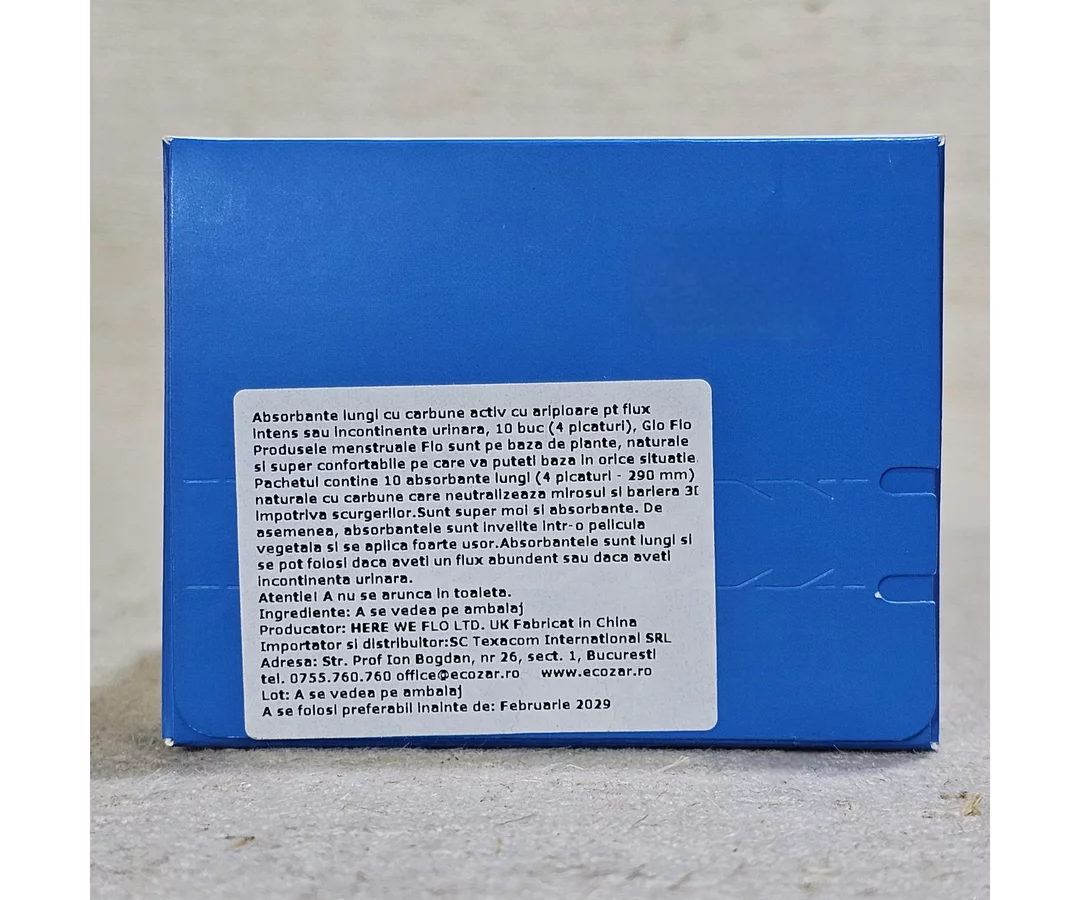 Absorbante lungi cu carbune activ cu aripioare pt flux
intens sau incontinenta urinara, 10 buc (4 picaturi), Glo Flo
Produsele menstruale Flo sunt pe baza de plante, naturale
si super confortabile pe care va puteti baza in orice situatie
Pachetul contine 10 absorbante lungi (4 picaturi - 290 mm)
naturale cu carbune care neutralizeaza mirosul si bariera 3D
impotriva scurgerilor.Sunt super moi si absorbante. De
asemenea, absorbantele sunt invelite intr-o pelicula
vegetala si se aplica foarte usor.Absorbantele sunt lungi si
se pot folosi daca aveti un flux abundent sau daca aveti
incontinenta urinara.
Atentie! A nu se arunca in toaleta.
Ingrediente: A se vedea pe ambalaj
Producator: HERE WE FLO LTD. UK Fabricat in China
Importator si distribuitor:SC Texacom International SRL
Adresa: Str. Prof Ion Bogdan, nr 26, sect. 1, Bucuresti
tel. 0755.760.760 office@ecozar.ro www.ecozar.ro
Lot: A se vedea pe ambalaj
A se folosi preferabil inainte de: Februarie 2029